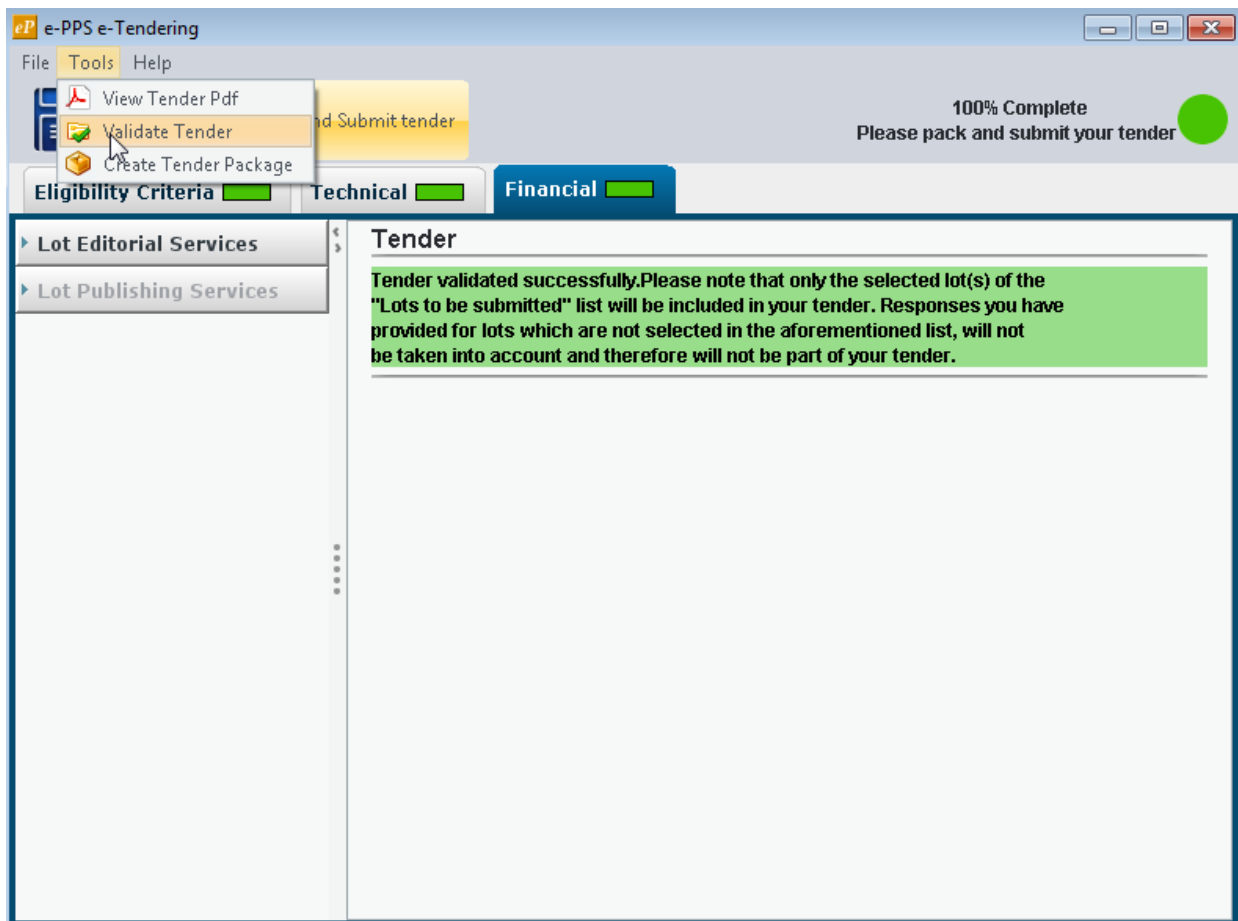 eP e-PPS e-Tendering
File Tools Help
View Tender Pdf
Validate Tender
Create Tender Package
Submit tender
100% Complete
Please pack and submit your tender
Eligibility Criteria Technical Financial
Lot Editorial Services
Lot Publishing Services
Tender
Tender validated successfully.Please note that only the selected lot(s) of the
"Lots to be submitted" list will be included in your tender. Responses you have
provided for lots which are not selected in the aforementioned list, will not
be taken into account and therefore will not be part of your tender.